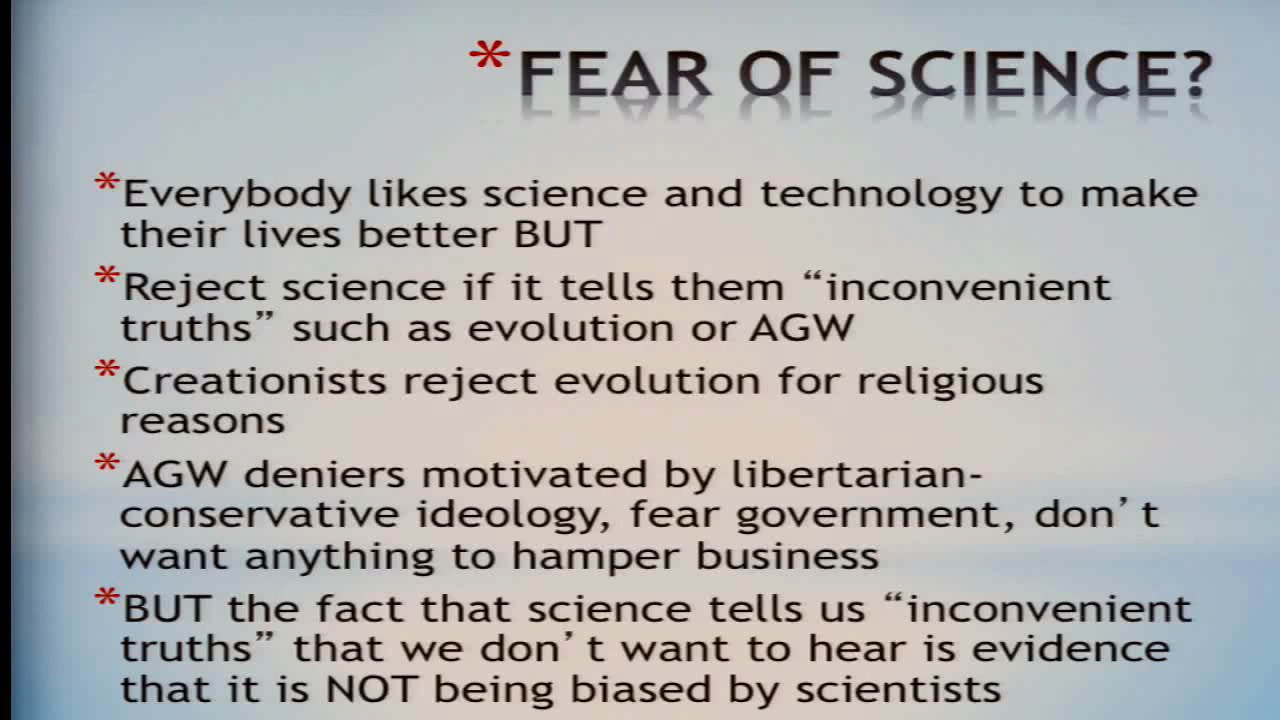 *FEAR OF SCIENCE?
*Everybody likes science and technology to make
their lives better BUT
*Reject science if it tells them “inconvenient
truths” such as evolution or AGW
*Creationists reject evolution for religious
reasons
*AGW deniers motivated by libertarian-
conservative ideology, fear government, don’t
want anything to hamper business
*BUT the fact that science tells us “inconvenient
truths” that we don’t want to hear is evidence
that it is NOT being biased by scientists